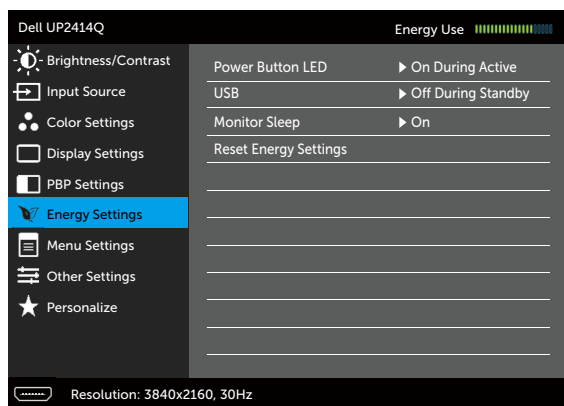 Dell UP2414Q
Energy Use
Brightness/Contrast
Input Source
Color Settings
Display Settings
PBP Settings
Energy Settings
Menu Settings
Other Settings
Personalize
Power Button LED On During Active
USB Off During Standby
Monitor Sleep On
Reset Energy Settings
Resolution: 3840x2160, 30Hz